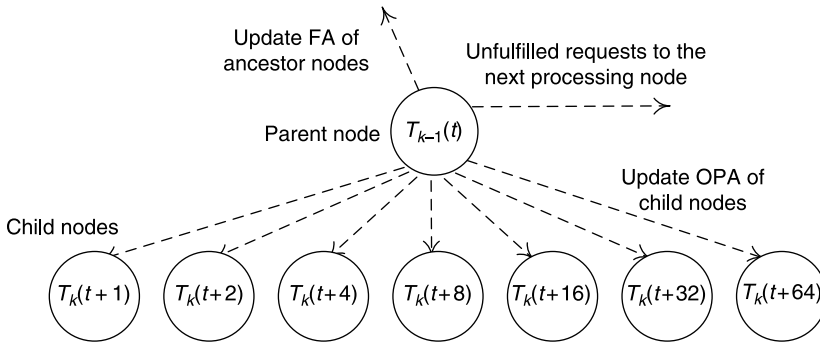 Update FA of
ancestor nodes
Unfulfilled requests to the
next processing node
Parent node
T_{k–1}(t)
Update OPA of
child nodes
Child nodes
T_k(t+1)
T_k(t+2)
T_k(t+4)
T_k(t+8)
T_k(t+16)
T_k(t+32)
T_k(t+64)